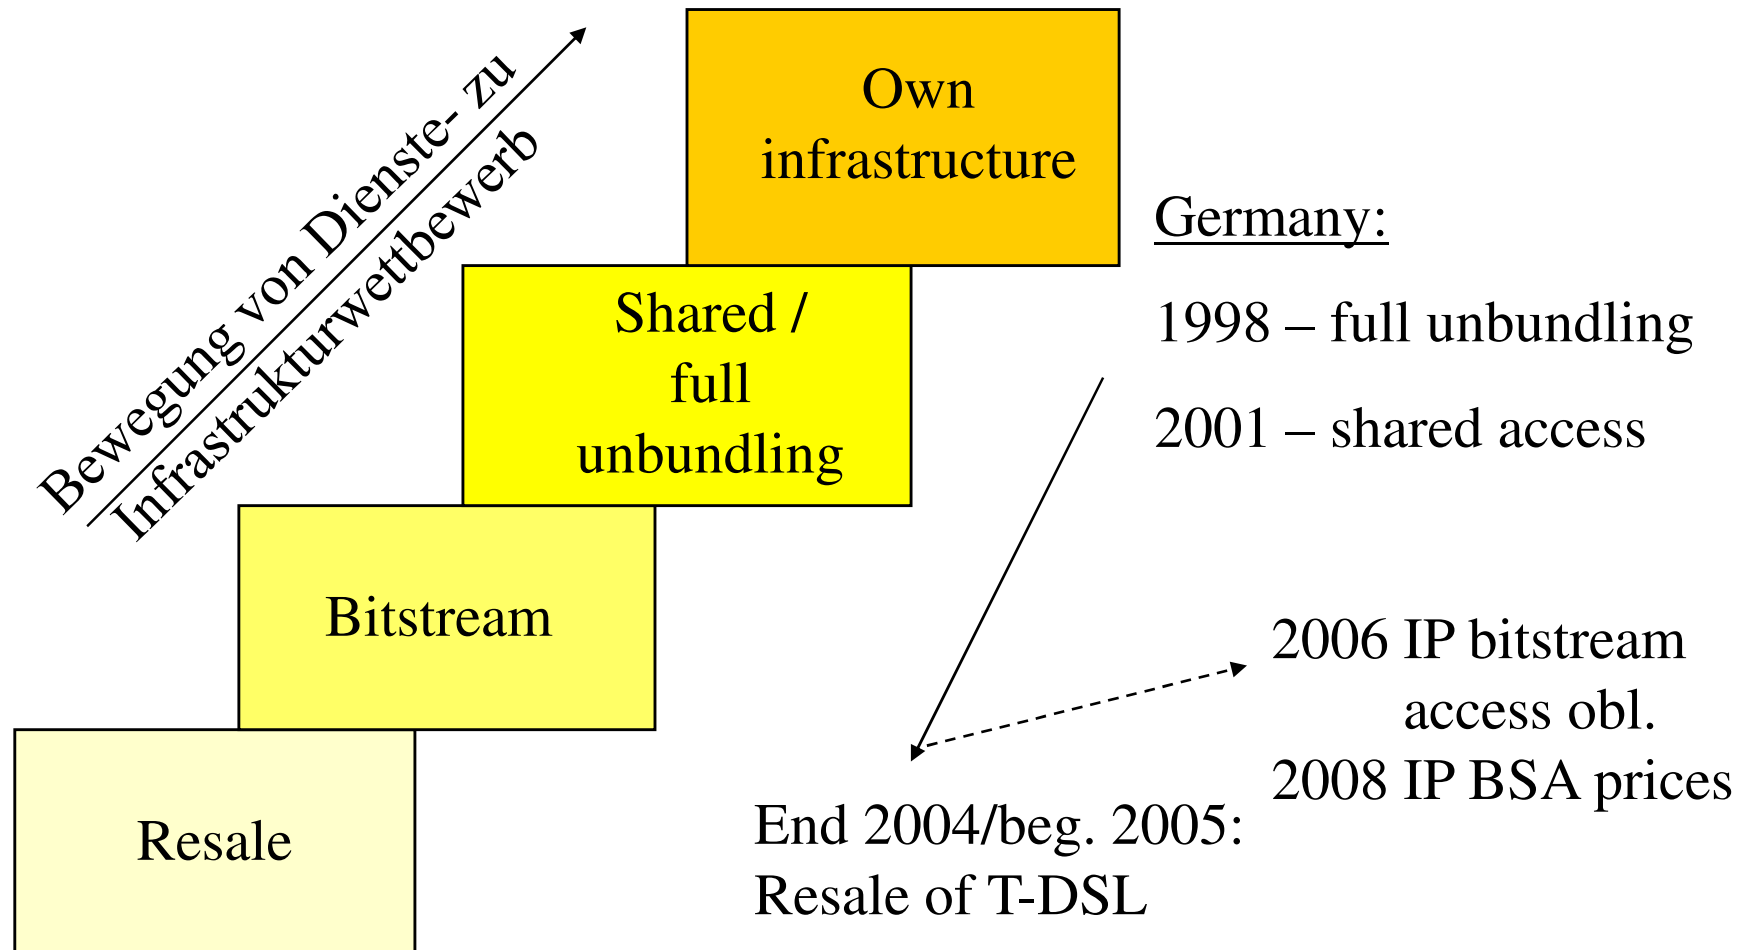 Bewegung von Dienste- zu
Infrastrukturwettbewerb
Own
infrastructure
Shared /
full
unbundling
Bitstream
Resale
Germany:
1998 – full unbundling
2001 – shared access
2006 IP bitstream
access obl.
2008 IP BSA prices
End 2004/beg. 2005:
Resale of T-DSL